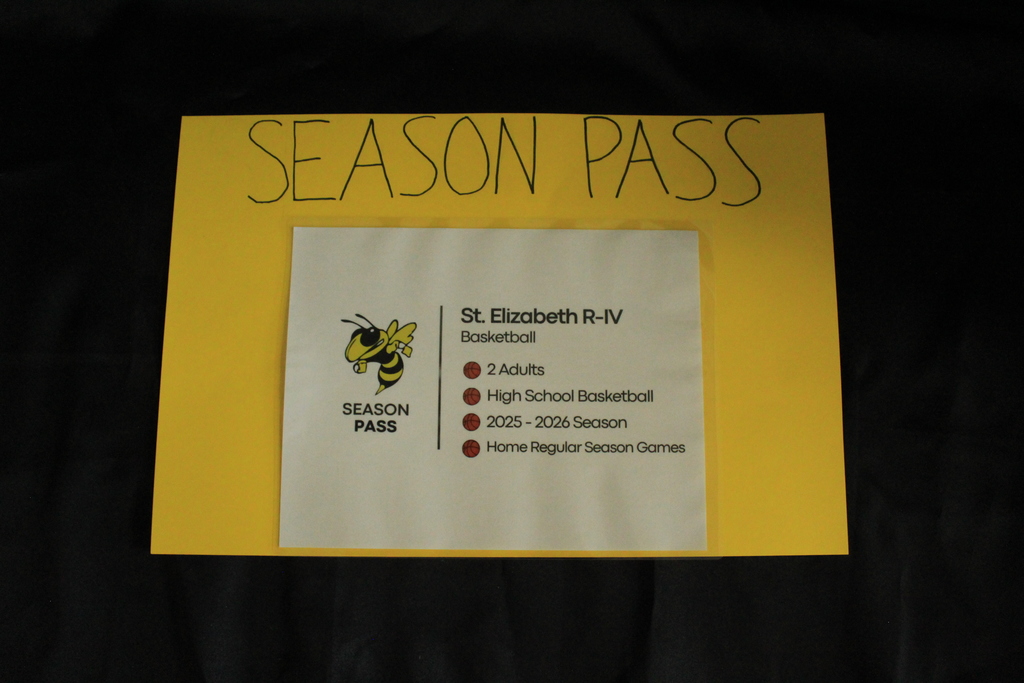 SEASON PASS
SEASON
PASS
St. Elizabeth R-IV
Basketball
2 Adults
High School Basketball
2025 - 2026 Season
Home Regular Season Games